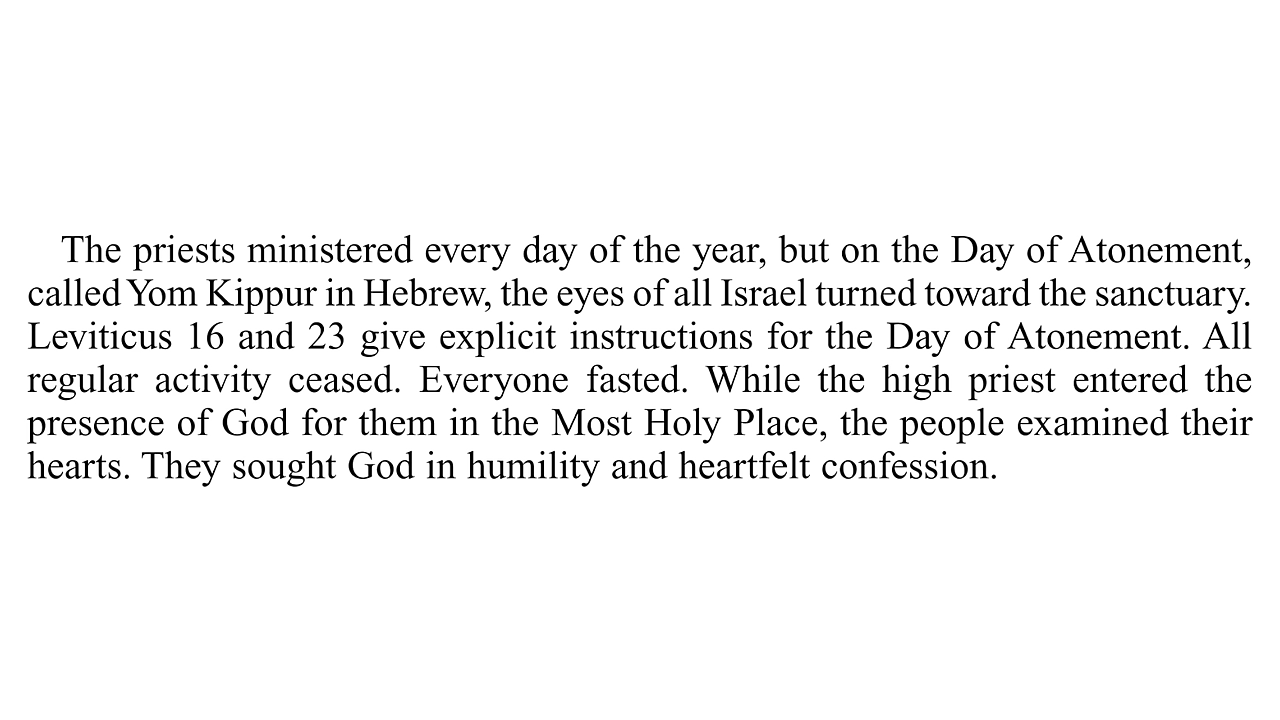 The priests ministered every day of the year, but on the Day of Atonement,
called Yom Kippur in Hebrew, the eyes of all Israel turned toward the sanctuary.
Leviticus 16 and 23 give explicit instructions for the Day of Atonement. All
regular activity ceased. Everyone fasted. While the high priest entered the
presence of God for them in the Most Holy Place, the people examined their
hearts. They sought God in humility and heartfelt confession.